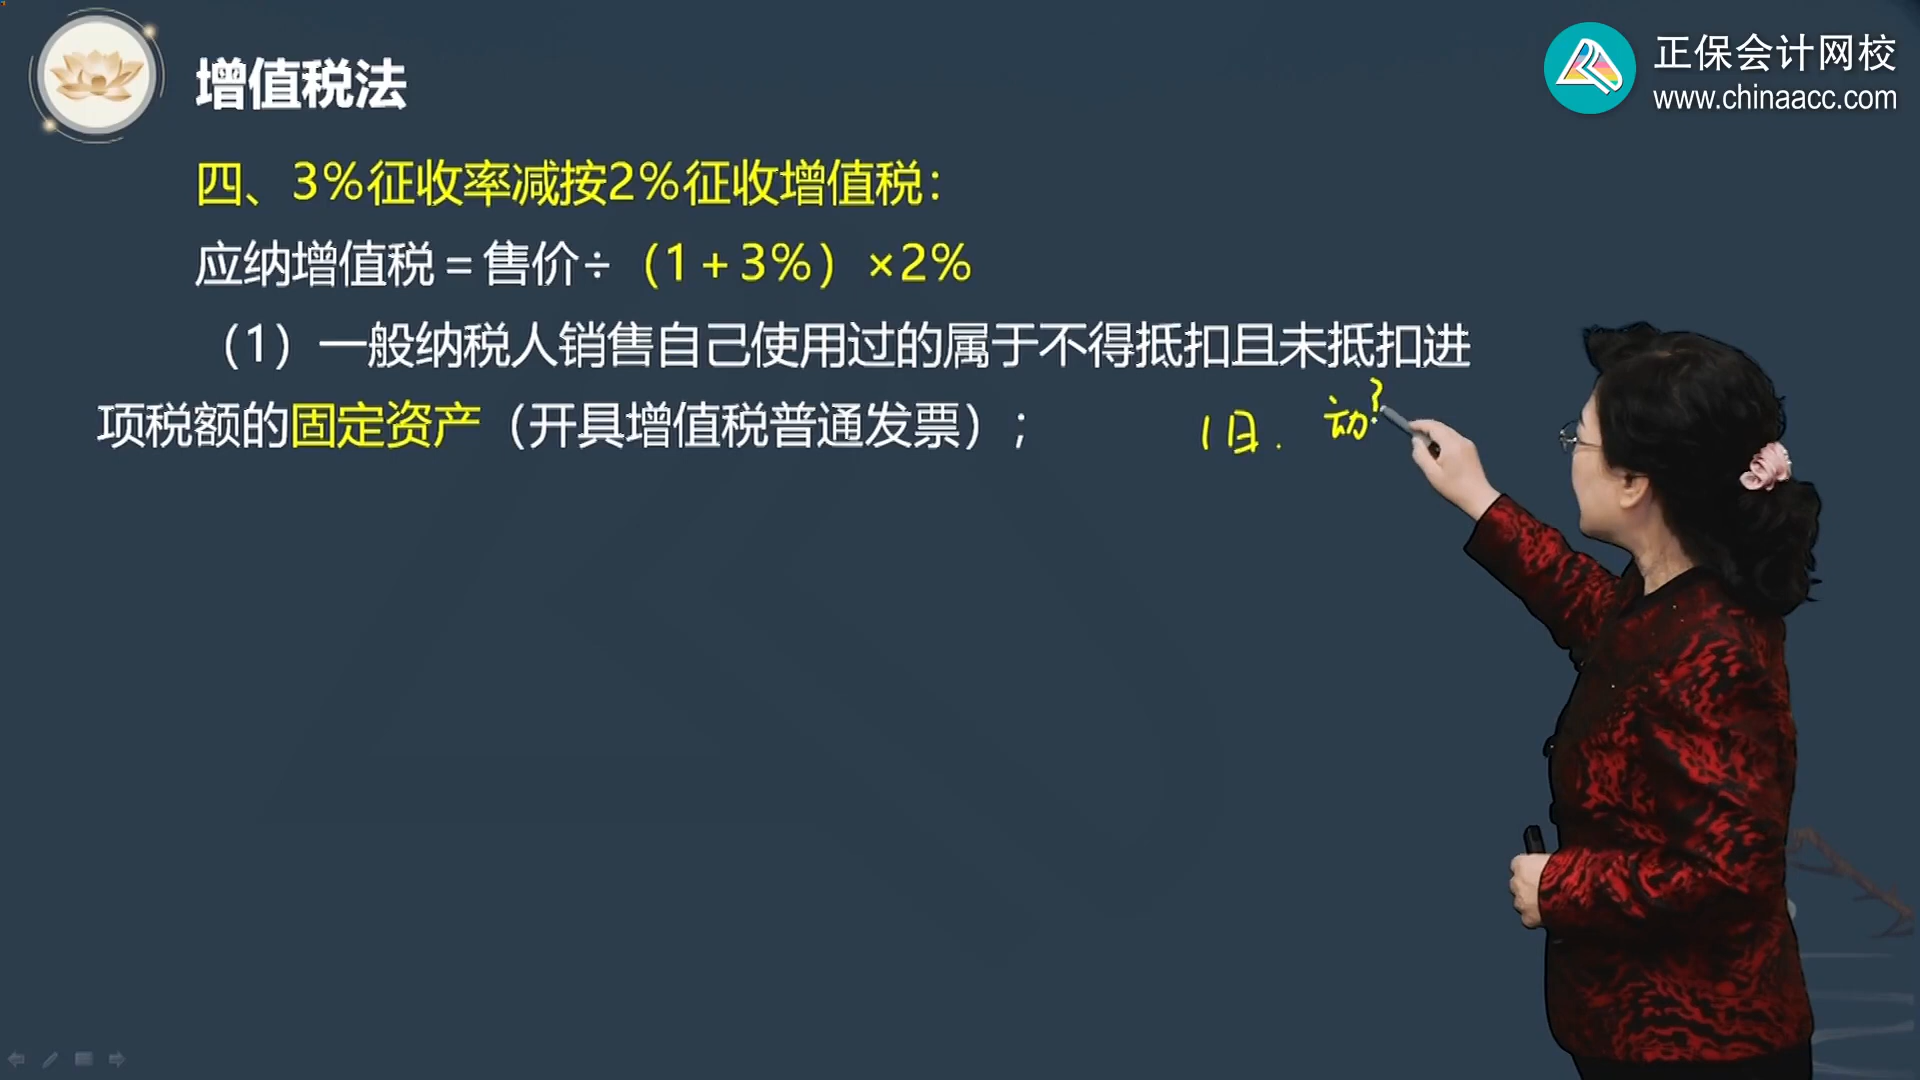 增值税法
正保会计网校
www.chinaacc.com
四、3%征收率减按2%征收增值税：
应纳增值税＝售价÷（1＋3%）×2%
（1）一般纳税人销售自己使用过的属于不得抵扣且未抵扣进
项税额的固定资产（开具增值税普通发票）；
旧. 动